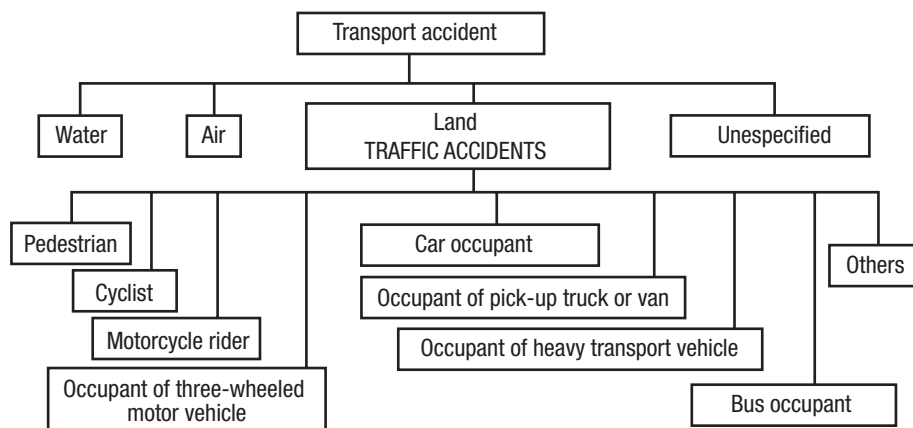 Transport accident
Water
Air
Land
TRAFFIC ACCIDENTS
Unespecified
Pedestrian
Cyclist
Motorcycle rider
Occupant of three-wheeled
motor vehicle
Car occupant
Occupant of pick-up truck or van
Occupant of heavy transport vehicle
Bus occupant
Others